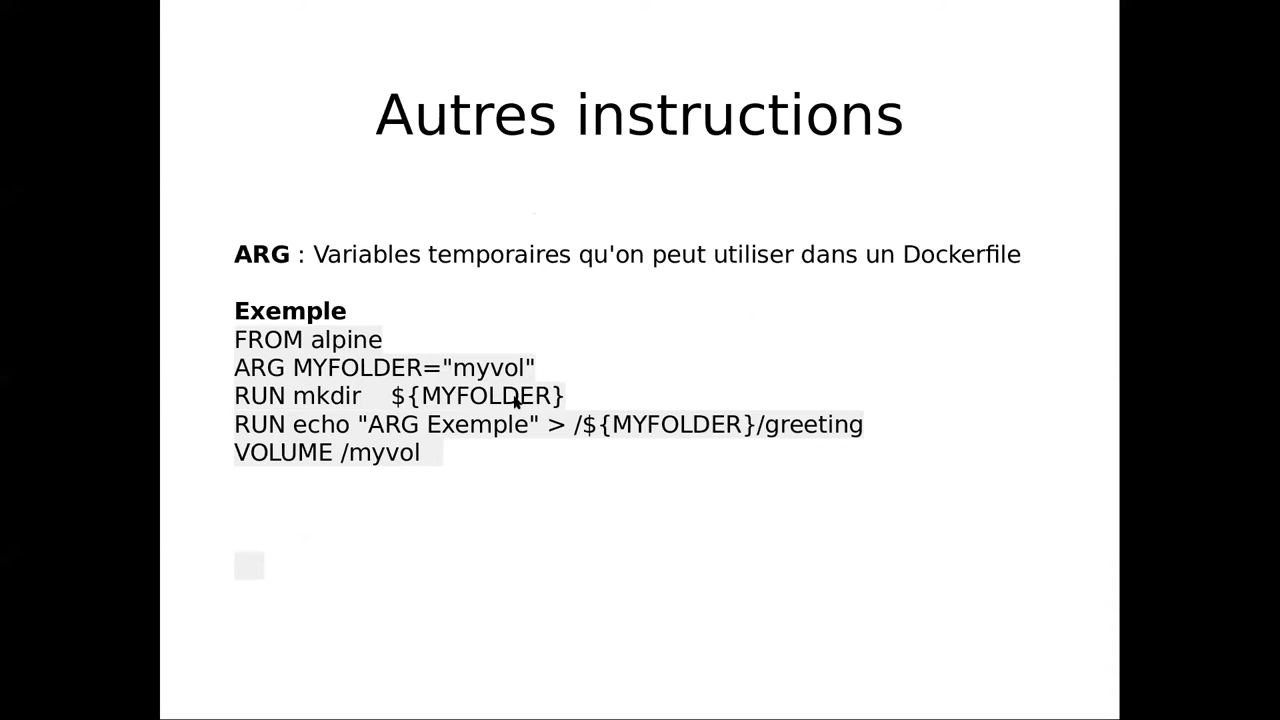 Autres instructions
ARG : Variables temporaires qu'on peut utiliser dans un Dockerfile
Exemple
FROM alpine
ARG MYFOLDER="myvol"
RUN mkdir    ${MYFOLDER}
RUN echo "ARG Exemple" > /${MYFOLDER}/greeting
VOLUME /myvol